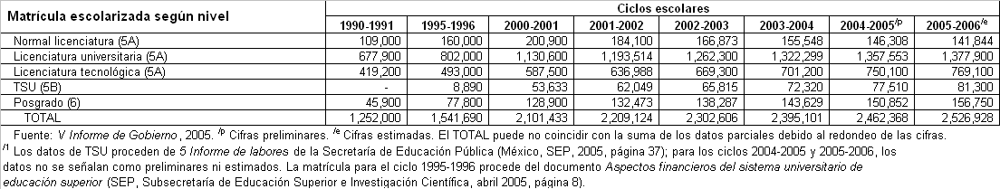 Matrícula escolarizada según nivel Ciclos escolares
1990-1991 1995-1996 2000-2001 2001-2002 2002-2003 2003-2004 2004-2005/p 2005-2006/e
Normal licenciatura (5A) 109,000 160,000 200,900 184,100 166,873 155,548 146,308 141,844
Licenciatura universitaria (5A) 677,900 802,000 1,130,600 1,193,514 1,262,300 1,322,299 1,357,553 1,377,900
Licenciatura tecnológica (5A) 419,200 493,000 587,500 636,988 669,300 701,200 750,100 769,100
TSU (5B) - 8,890 53,633 62,049 65,815 72,320 77,510 81,300
Posgrado (6) 45,900 77,800 128,900 132,473 138,287 143,629 150,852 156,750
TOTAL 1,252,000 1,541,690 2,101,433 2,209,124 2,302,606 2,395,101 2,462,368 2,526,928
Fuente: V Informe de Gobierno, 2005. /p Cifras preliminares. /e Cifras estimadas. El TOTAL puede no coincidir con la suma de los datos parciales debido al redondeo de las cifras.
/1 Los datos de TSU proceden de 5 Informe de labores de la Secretaría de Educación Pública (México, SEP, 2005, página 37); para los ciclos 2004-2005 y 2005-2006, los
datos no se señalan como preliminares ni estimados. La matrícula para el ciclo 1995-1996 procede del documento Aspectos financieros del sistema universitario de
educación superior (SEP, Subsecretaría de Educación Superior e Investigación Científica, abril 2005, página 8).